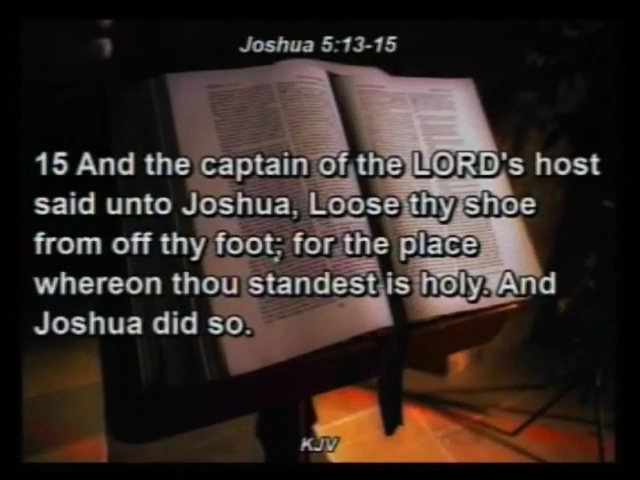 Joshua 5:13-15
15 And the captain of the LORD's host
said unto Joshua, Loose thy shoe
from off thy foot; for the place
whereon thou standest is holy. And
Joshua did so.
KJV